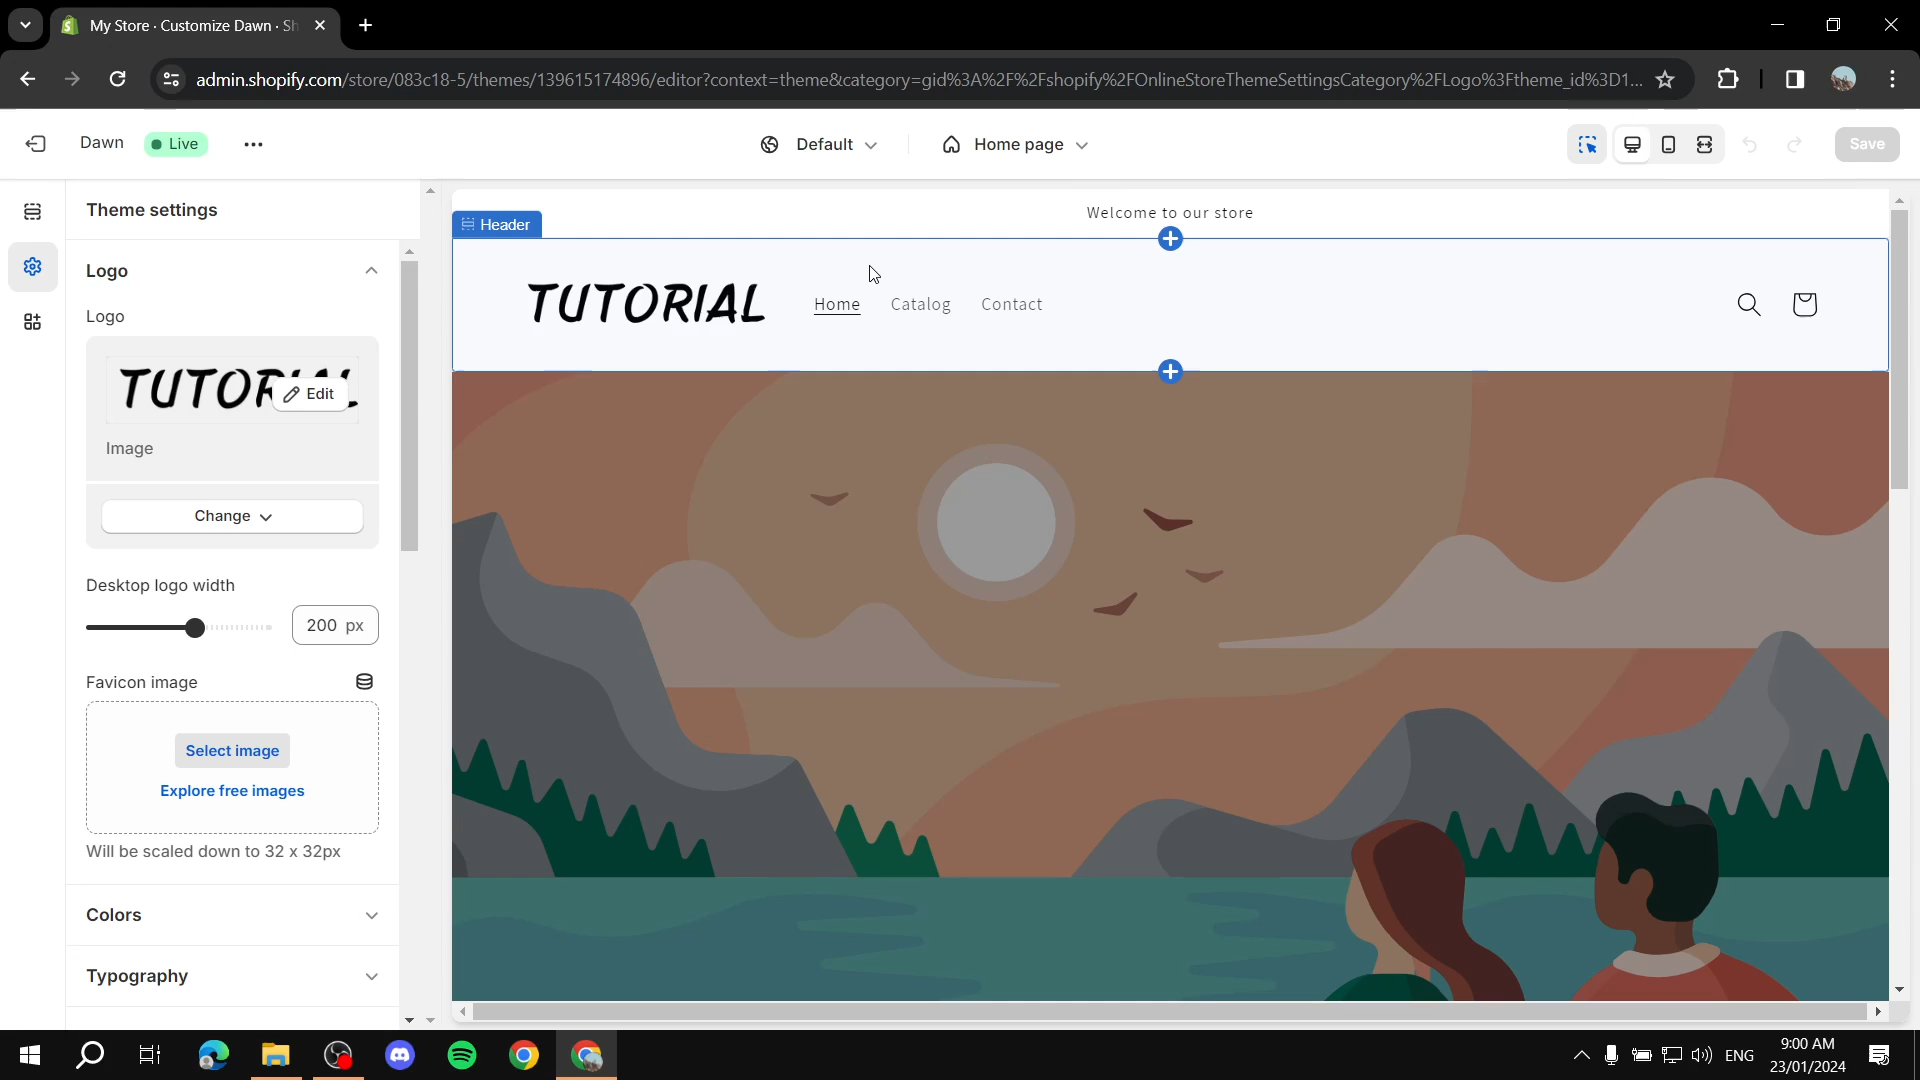 My Store · Customize Dawn · Sh
admin.shopify.com/store/083c18-5/themes/139615174896/editor?context=theme&category=gid%3A%2F%2Fshopify%2FOnlineStoreThemeSettingsCategory%2FLogo%3Ftheme_id%3D1...
Dawn
Live
Default
Home page
Save
Theme settings
Logo
Logo
TUTORIAL
Edit
Image
Change
Desktop logo width
200 px
Favicon image
Select image
Explore free images
Will be scaled down to 32 x 32px
Colors
Typography
Welcome to our store
Header
TUTORIAL
Home
Catalog
Contact
ENG
9:00 AM
23/01/2024